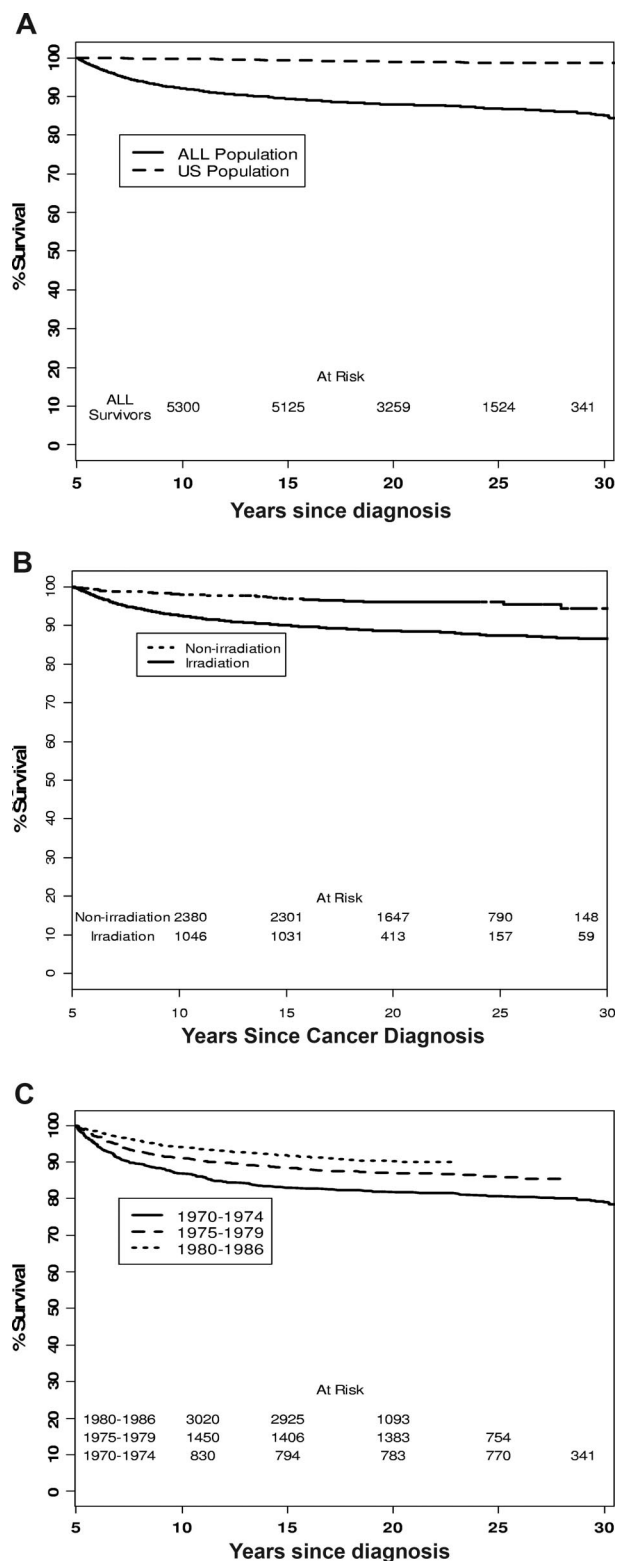 A
100
90
80
70
60
50
40
30
20
10
0
%Survival
ALL Population
US Population
At Risk
ALL Survivors 5300 5125 3259 1524 341
5 10 15 20 25 30
Years since diagnosis
B
100
90
80
70
60
50
40
30
20
10
0
%Survival
Non-irradiation
Irradiation
At Risk
Non-irradiation 2380 2301 1647 790 148
Irradiation 1046 1031 413 157 59
5 10 15 20 25 30
Years Since Cancer Diagnosis
C
100
90
80
70
60
50
40
30
20
10
0
%Survival
1970-1974
1975-1979
1980-1986
At Risk
1980-1986 3020 2925 1093
1975-1979 1450 1406 1383 754
1970-1974 830 794 783 770 341
5 10 15 20 25 30
Years since diagnosis